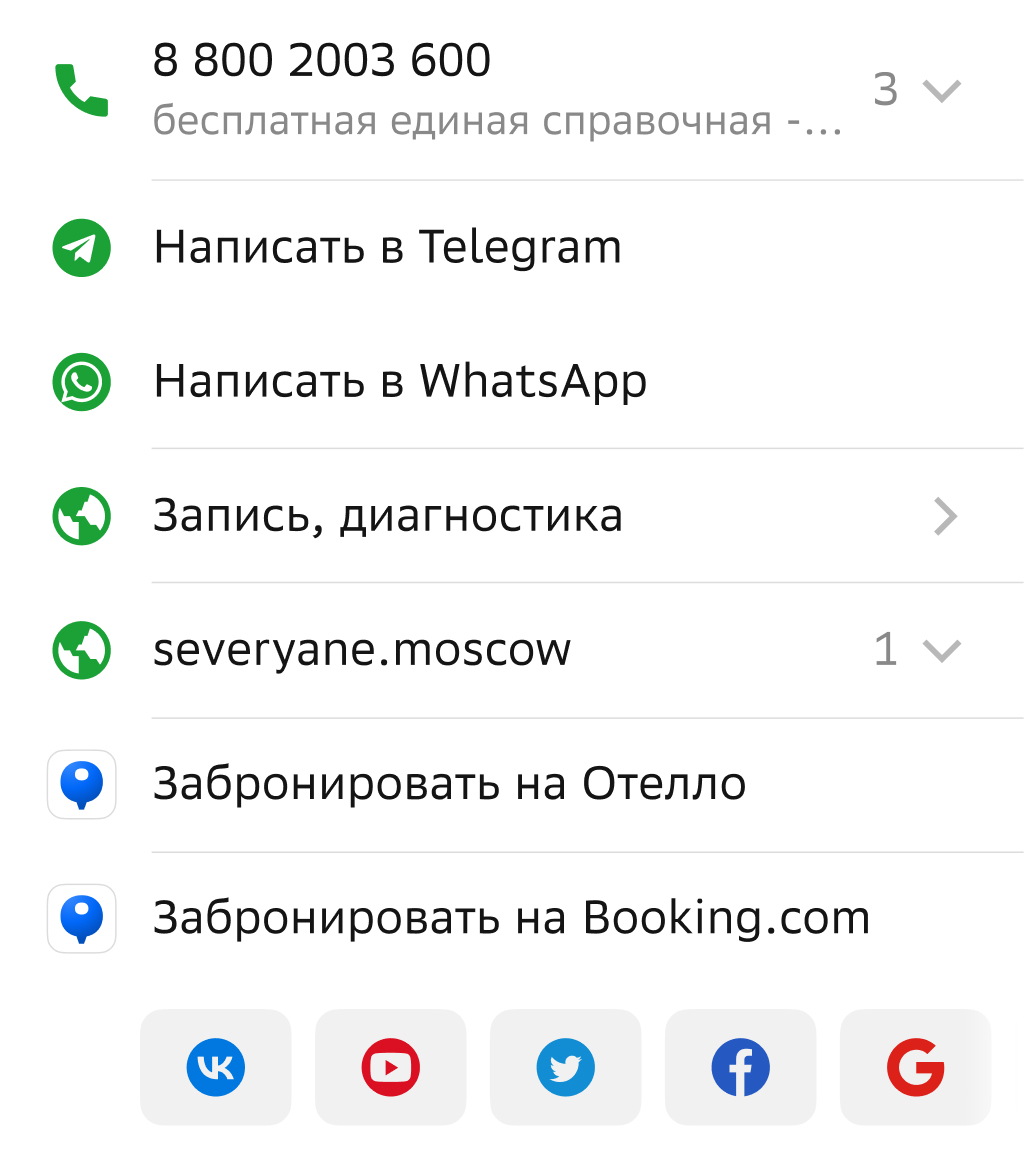 8 800 2003 600
бесплатная единая справочная -...
3
Написать в Telegram
Написать в WhatsApp
Запись, диагностика
severyane.moscow
1
Забронировать на Отелло
Забронировать на Booking.com